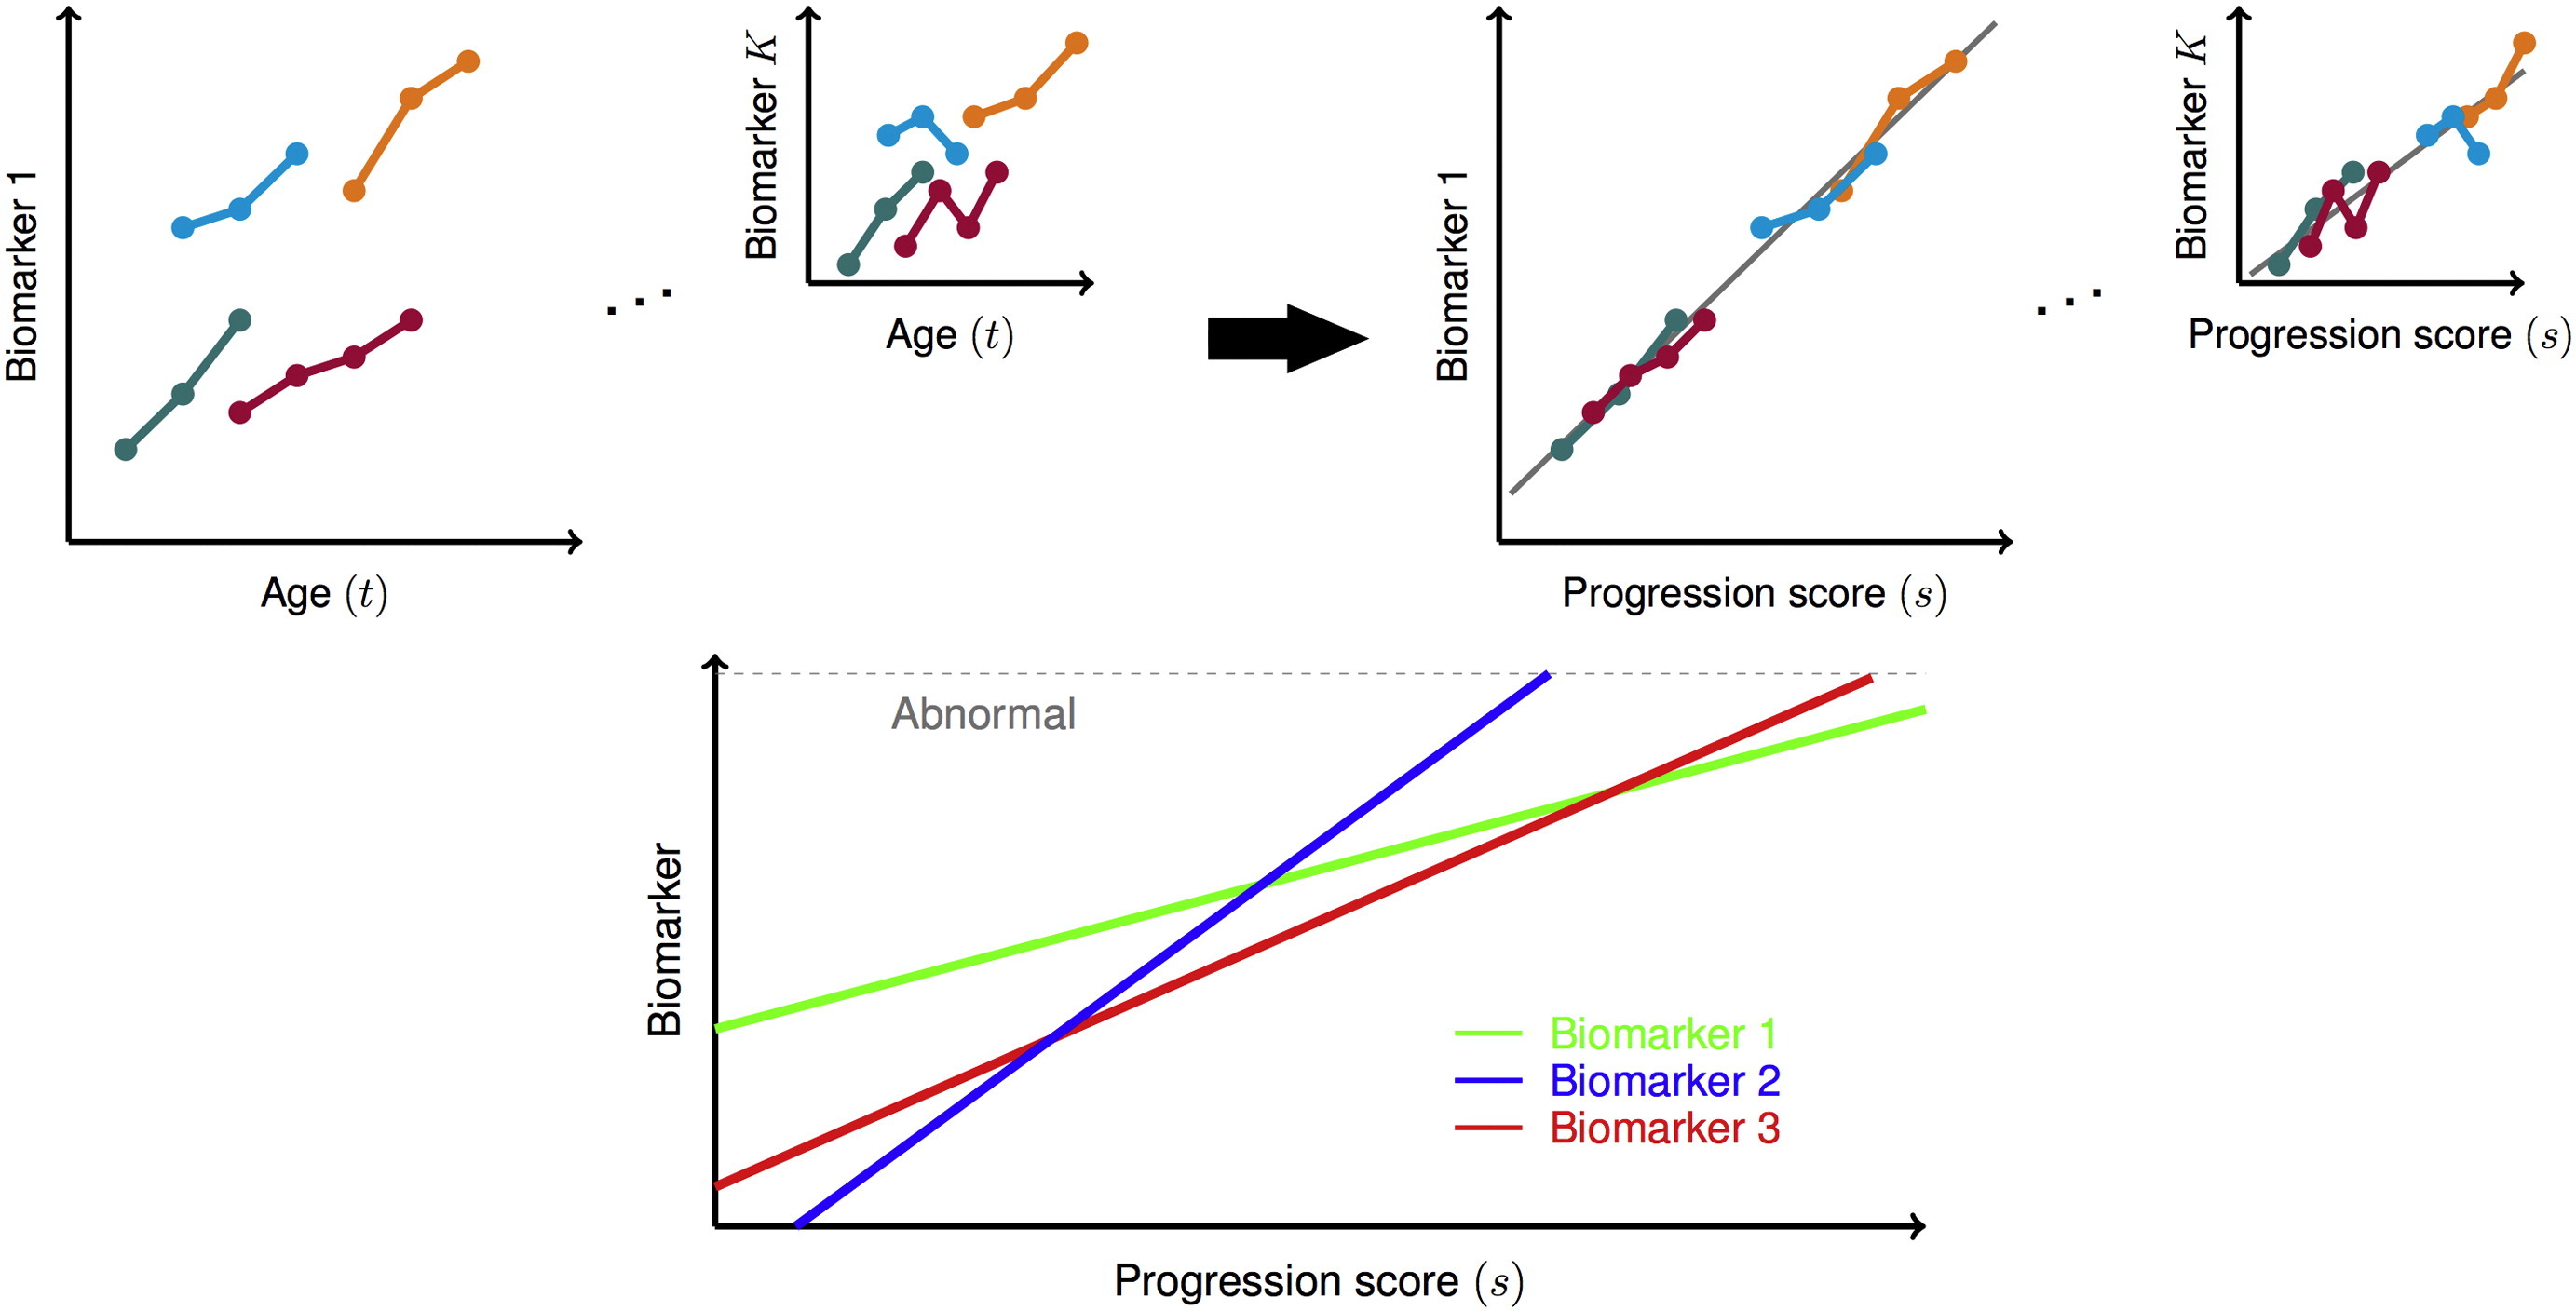 Biomarker 1
Age (t)
...
Biomarker K
Age (t)
Biomarker 1
Progression score (s)
...
Biomarker K
Progression score (s)
Abnormal
Biomarker
Biomarker 1
Biomarker 2
Biomarker 3
Progression score (s)